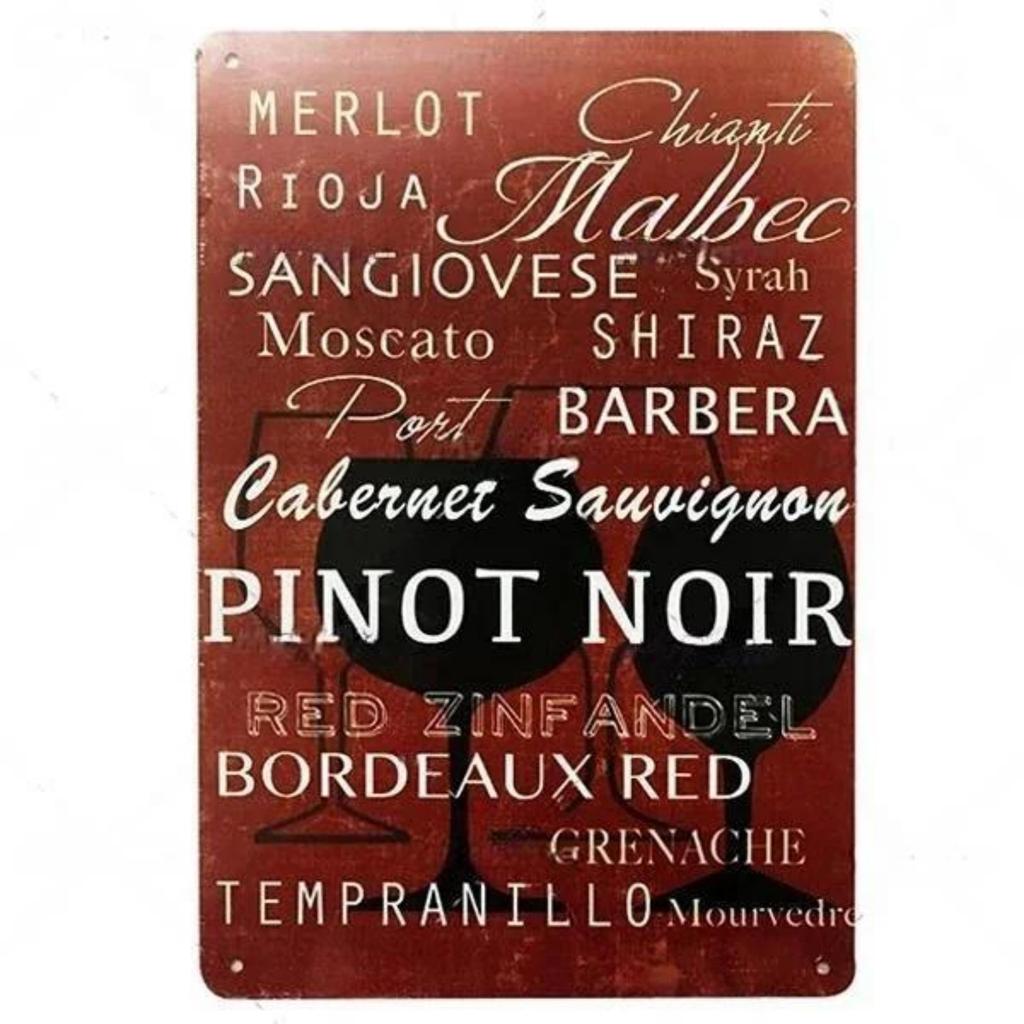 MERLOT
Chianti
RIOJA
Malbec
SANGIOVESE
Syrah
Moscato
SHIRAZ
Port
BARBERA
Cabernet Sauvignon
PINOT NOIR
RED ZINFANDEL
BORDEAUX RED
GRENACHE
TEMPRANILLO
Mourvedre